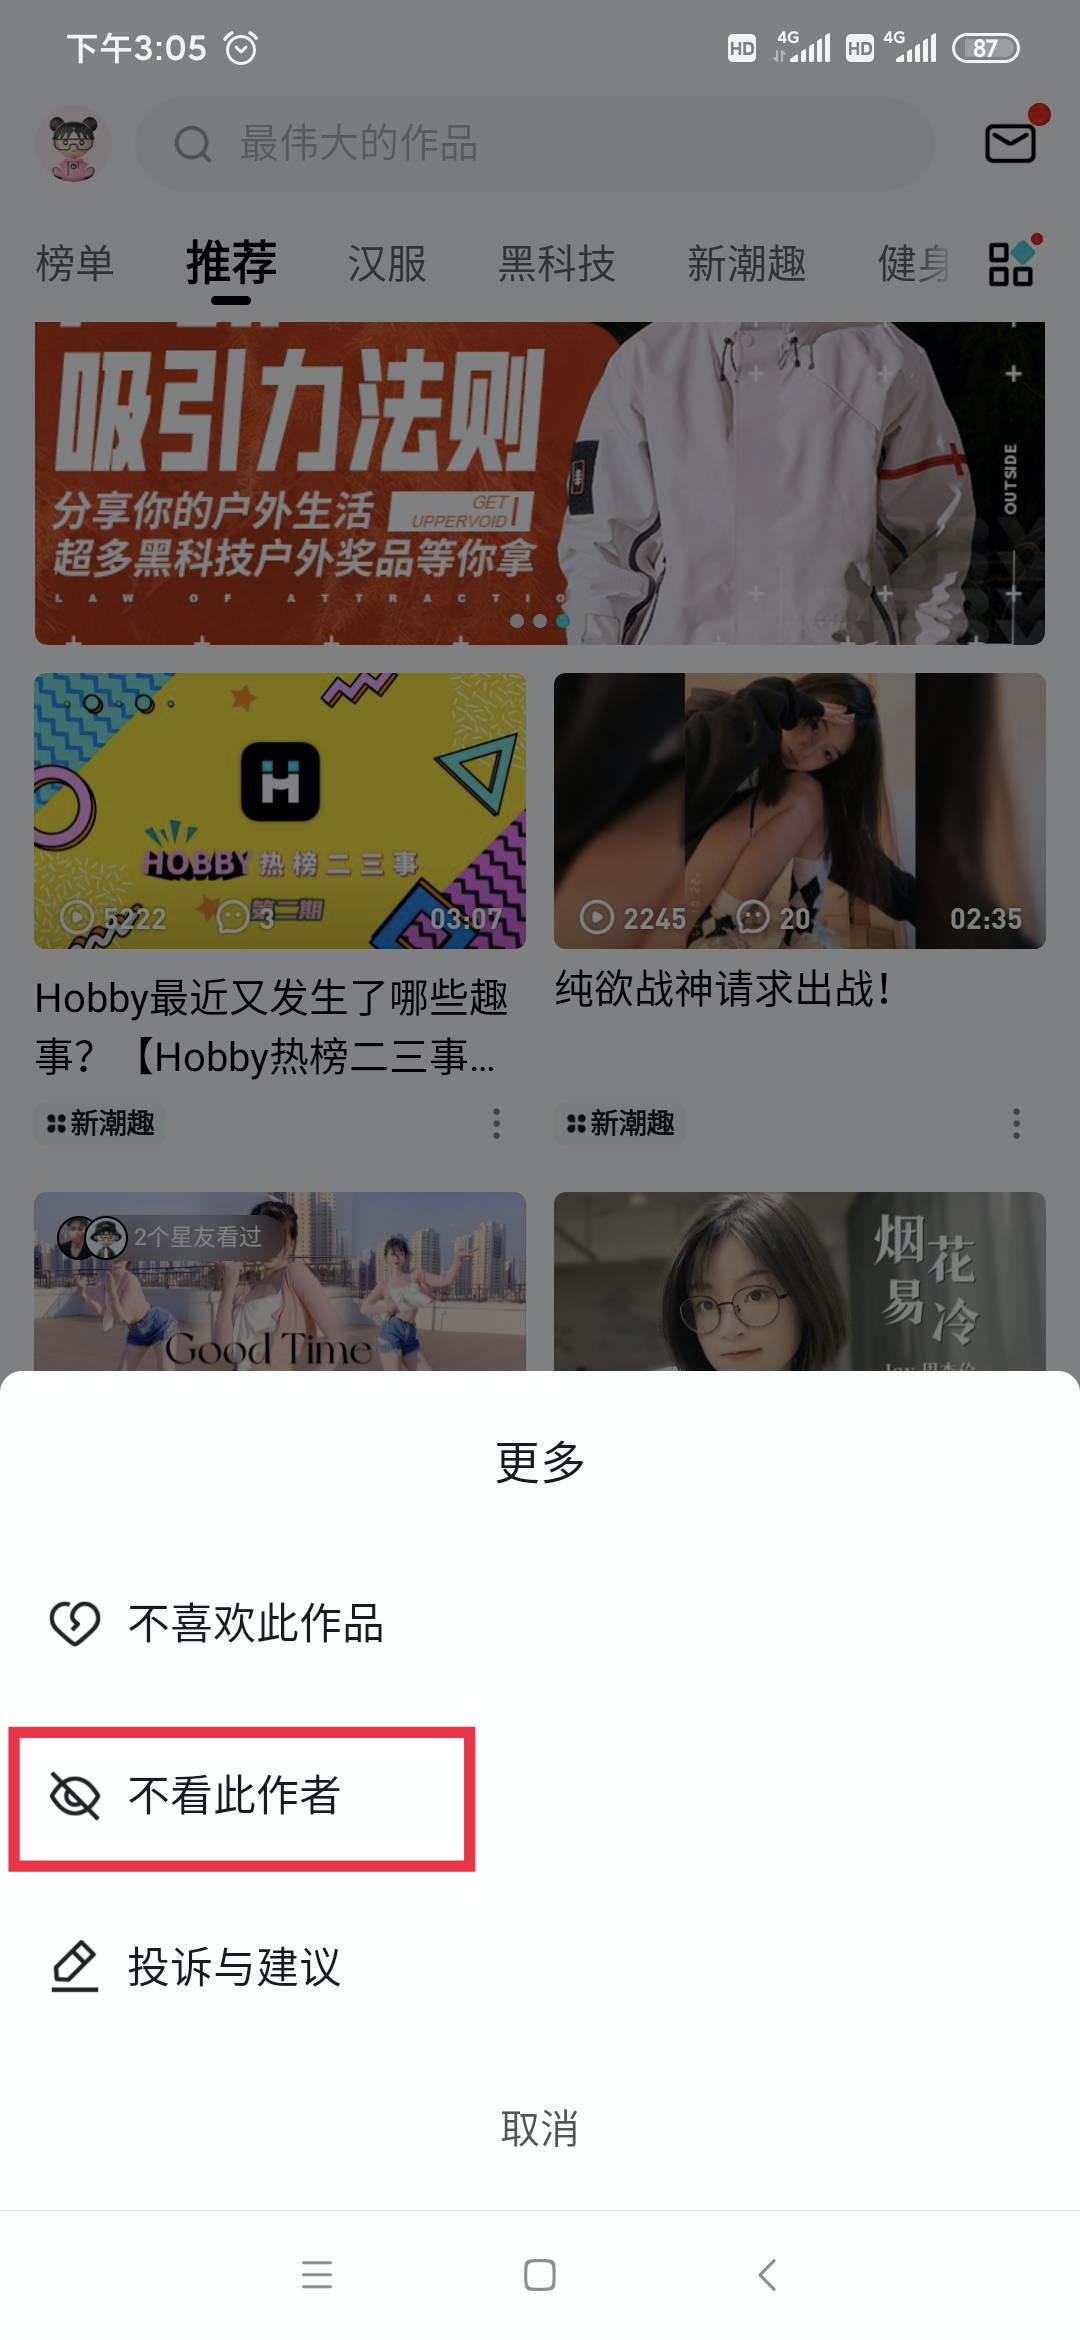 下午3:05
HD 4G HD 4G 87
最伟大的作品
榜单 推荐 汉服 黑科技 新潮趣 健身
吸引力法则
分享你的户外生活
GET
UPPERVOID
超多黑科技户外奖品等你拿
LAW OF ATTRACTIO
OUTSIDE
HOBBY热榜二三事
第二期
5222 3 03:07
2245 20 02:35
Hobby最近又发生了哪些趣
事？【Hobby热榜二三事...
纯欲战神请求出战！
新潮趣
新潮趣
2个星友看过
Good Time
烟花
易冷
更多
不喜欢此作品
不看此作者
投诉与建议
取消